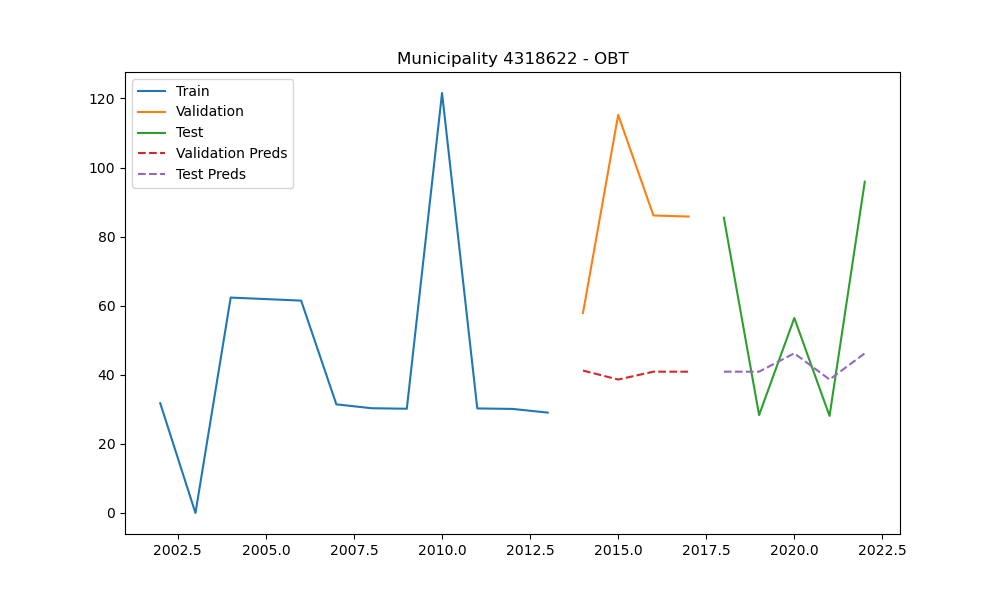 Municipality 4318622 - OBT
Train
Validation
Test
Validation Preds
Test Preds
120
100
80
60
40
20
0
2002.5 2005.0 2007.5 2010.0 2012.5 2015.0 2017.5 2020.0 2022.5